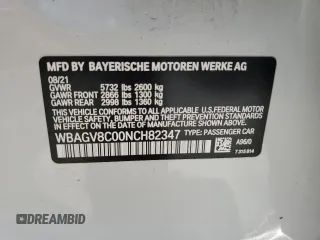 MFD BY BAYERISCHE MOTOREN WERKE AG
08/21
GVWR 5732 lbs 2600 kg
GAWR FRONT 2866 lbs 1300 kg
GAWR REAR 2998 lbs 1360 kg
THIS VEHICLE CONFORMS TO ALL APPLICABLE
U.S. FEDERAL MOTOR VEHICLE SAFETY, BUMPER, AND
THEFT PREVENTION STANDARDS IN EFFECT ON THE
DATE OF MANUFACTURE SHOWN ABOVE.
WBAGV8C00NCH82347 TYPE: PASSENGER CAR
A96/0
DREAMBID